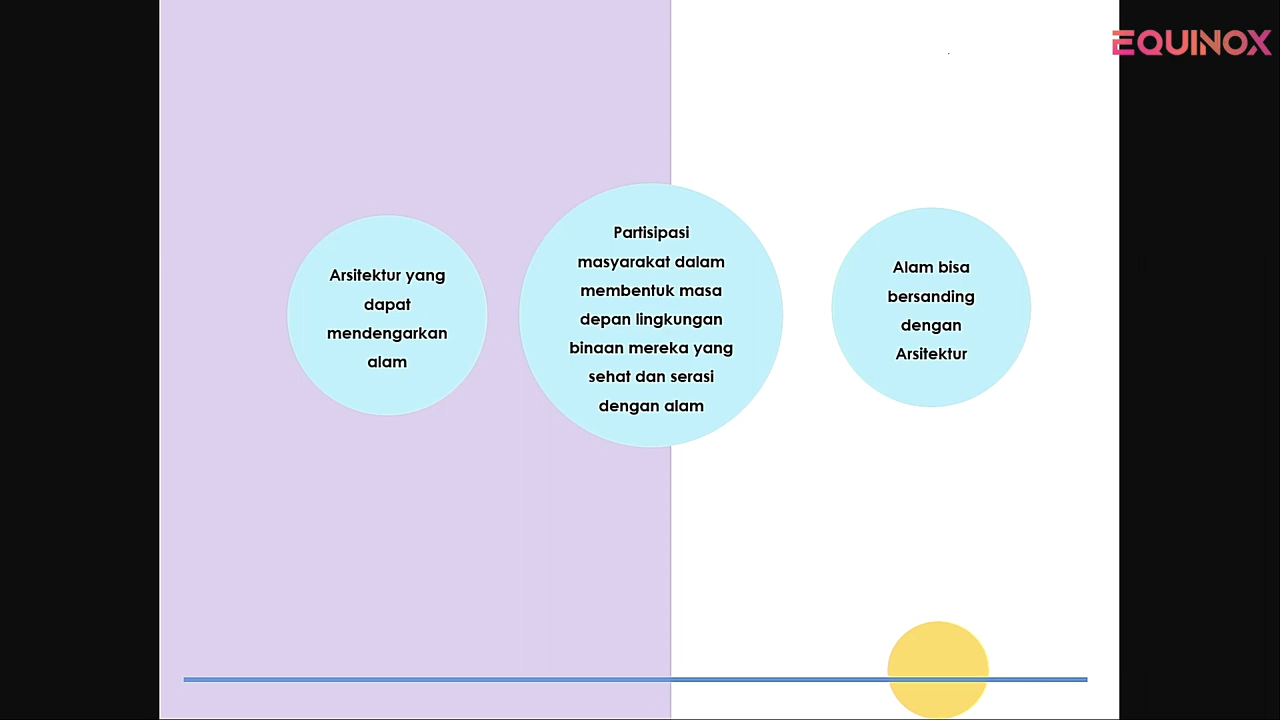 EQUINOX
Arsitektur yang
dapat
mendengarkan
alam
Partisipasi
masyarakat dalam
membentuk masa
depan lingkungan
binaan mereka yang
sehat dan serasi
dengan alam
Alam bisa
bersanding
dengan
Arsitektur